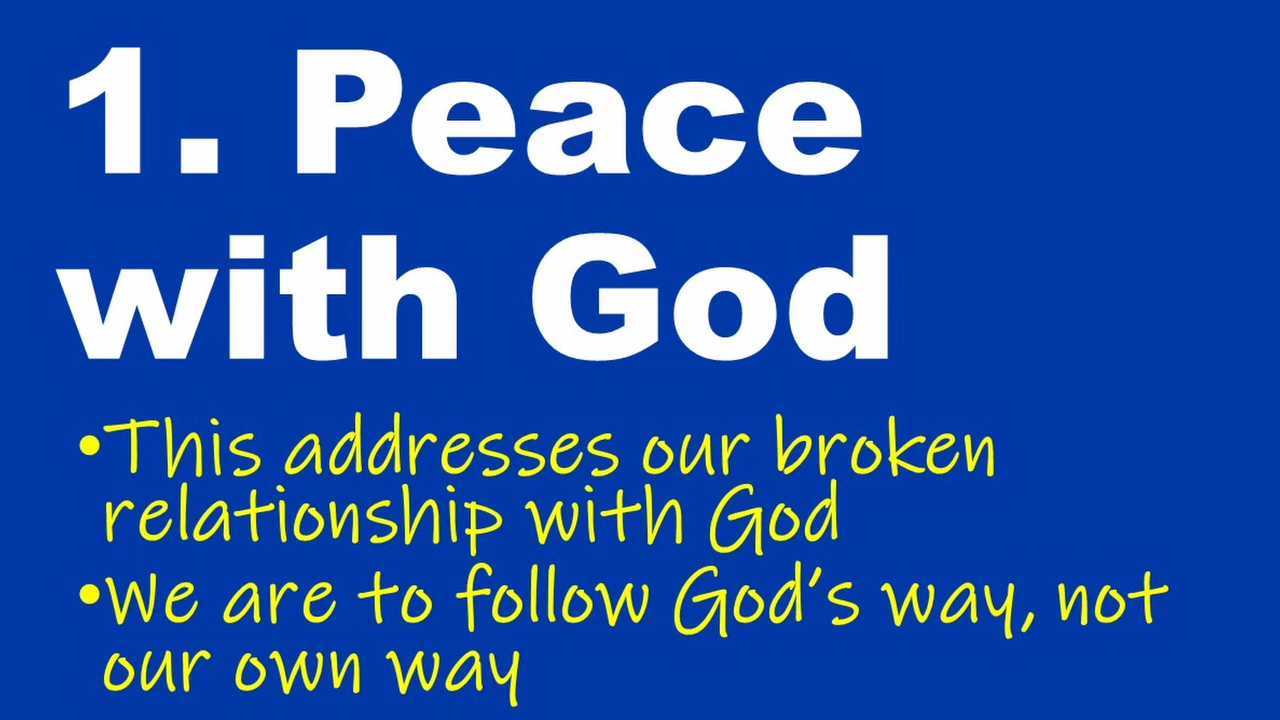 1. Peace
with God
•This addresses our broken
relationship with God
•We are to follow God's way, not
our own way